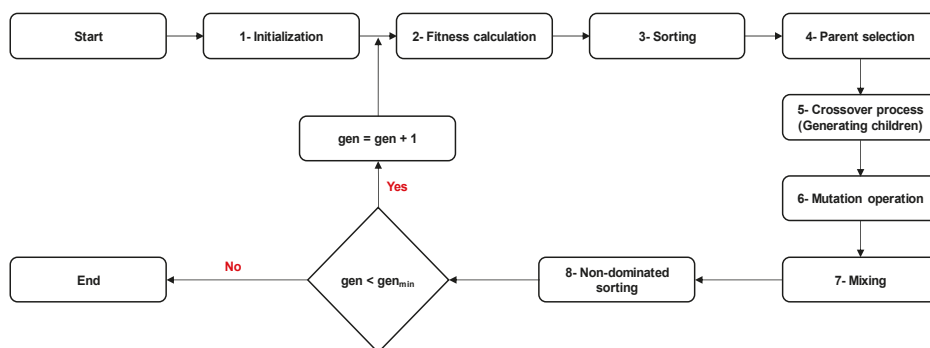 Start
1- Initialization
2- Fitness calculation
3- Sorting
4- Parent selection
5- Crossover process
(Generating children)
gen = gen + 1
Yes
6- Mutation operation
No
End
gen < genmin
8- Non-dominated
sorting
7- Mixing